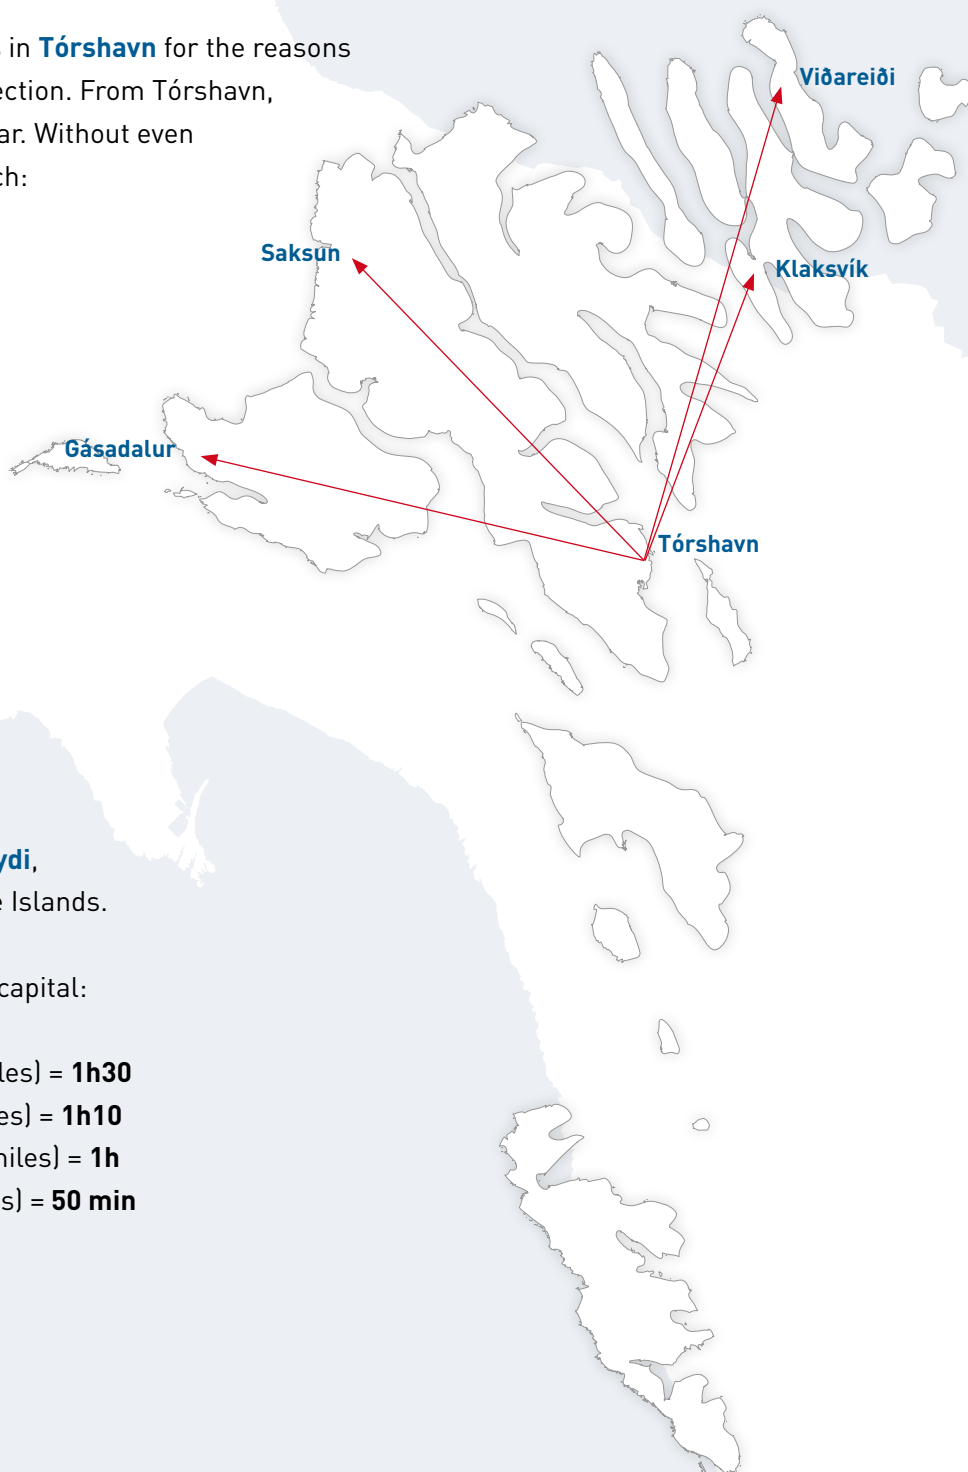 in Tórshavn for the reasons
ection. From Tórshavn,
ar. Without even
ch:
Viðareiði
Saksun
Klaksvík
Gásadalur
Tórshavn
ydi,
e Islands.
capital:
les) = 1h30
es) = 1h10
niles) = 1h
s) = 50 min